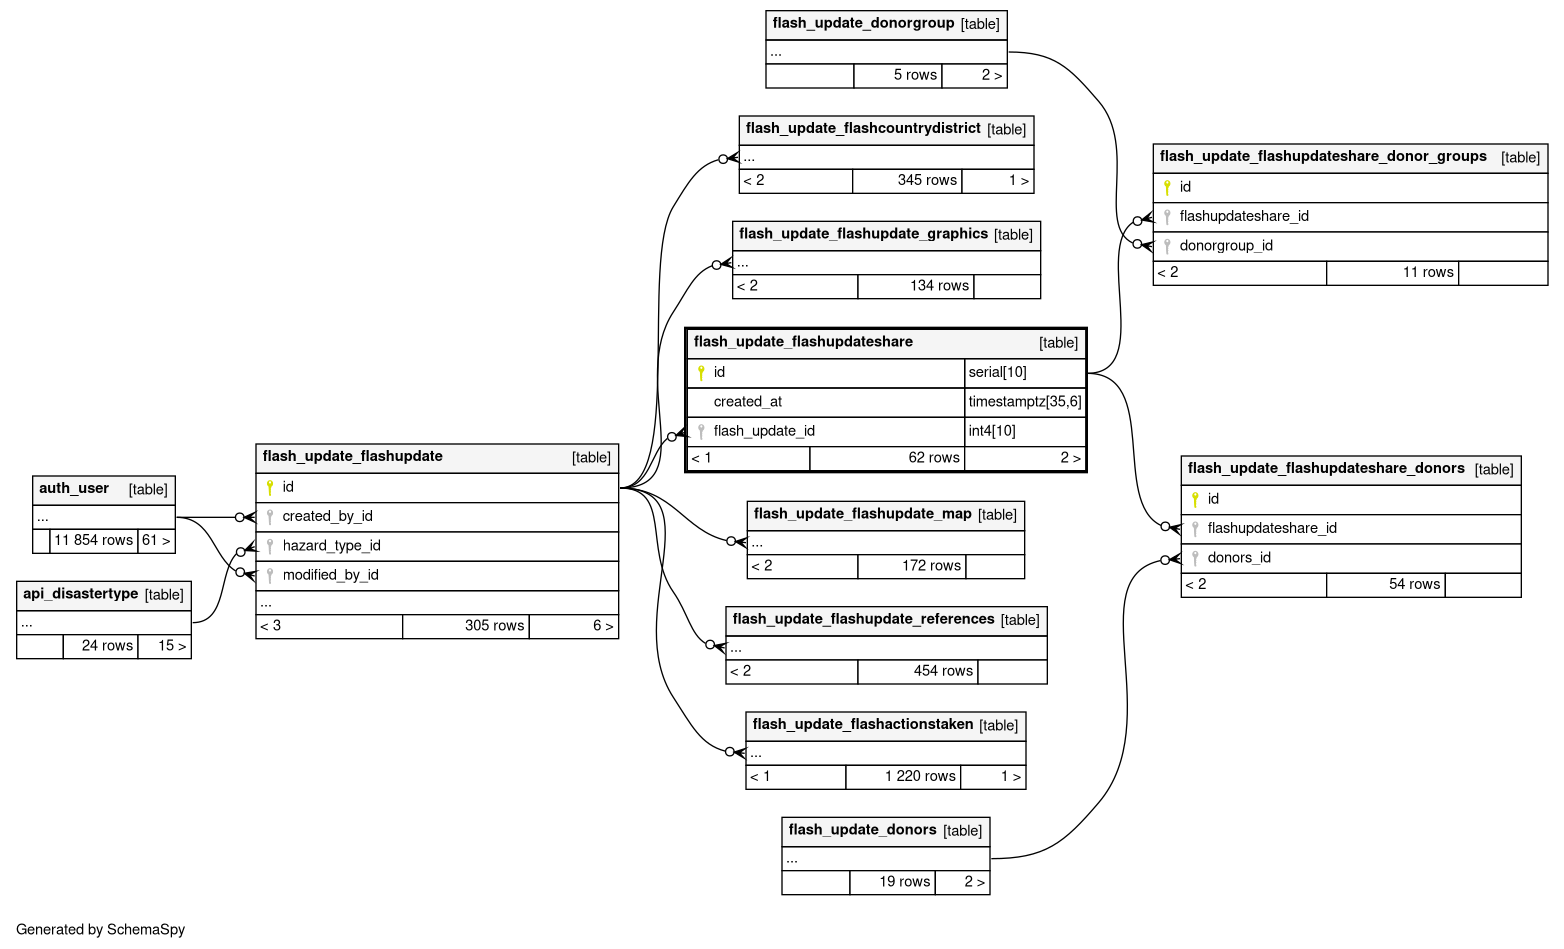 flash_update_donorgroup [table]
...
5 rows 2 >
flash_update_flashcountrydistrict [table]
...
< 2 345 rows 1 >
flash_update_flashupdateshare_donor_groups [table]
id
flashupdateshare_id
donorgroup_id
< 2 11 rows
flash_update_flashupdate_graphics [table]
...
< 2 134 rows
flash_update_flashupdateshare [table]
id serial[10]
created_at timestamptz[35,6]
flash_update_id int4[10]
< 1 62 rows 2 >
flash_update_flashupdate [table]
id
created_by_id
hazard_type_id
modified_by_id
...
< 3 305 rows 6 >
auth_user [table]
...
11 854 rows 61 >
api_disastertype [table]
...
24 rows 15 >
flash_update_flashupdateshare_donors [table]
id
flashupdateshare_id
donors_id
< 2 54 rows
flash_update_flashupdate_map [table]
...
< 2 172 rows
flash_update_flashupdate_references [table]
...
< 2 454 rows
flash_update_flashactionstaken [table]
...
< 1 1 220 rows 1 >
flash_update_donors [table]
...
19 rows 2 >
Generated by SchemaSpy